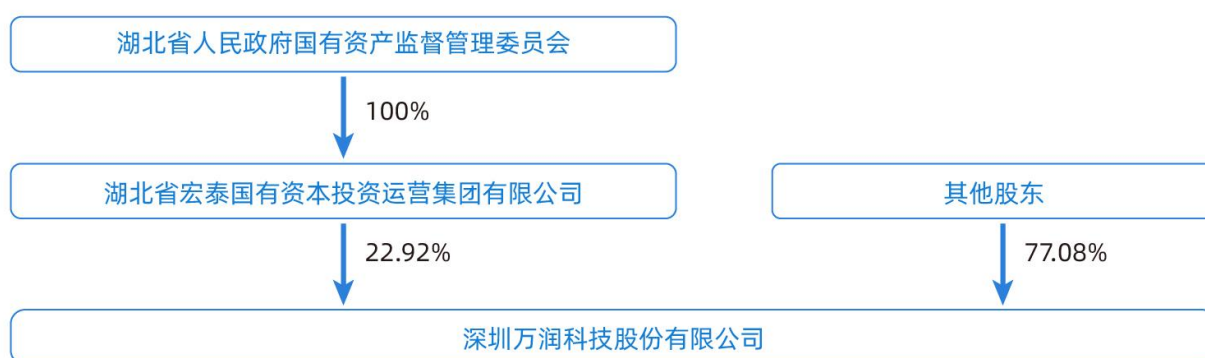 湖北省人民政府国有资产监督管理委员会
100%
湖北省宏泰国有资本投资运营集团有限公司
其他股东
22.92%
77.08%
深圳万润科技股份有限公司